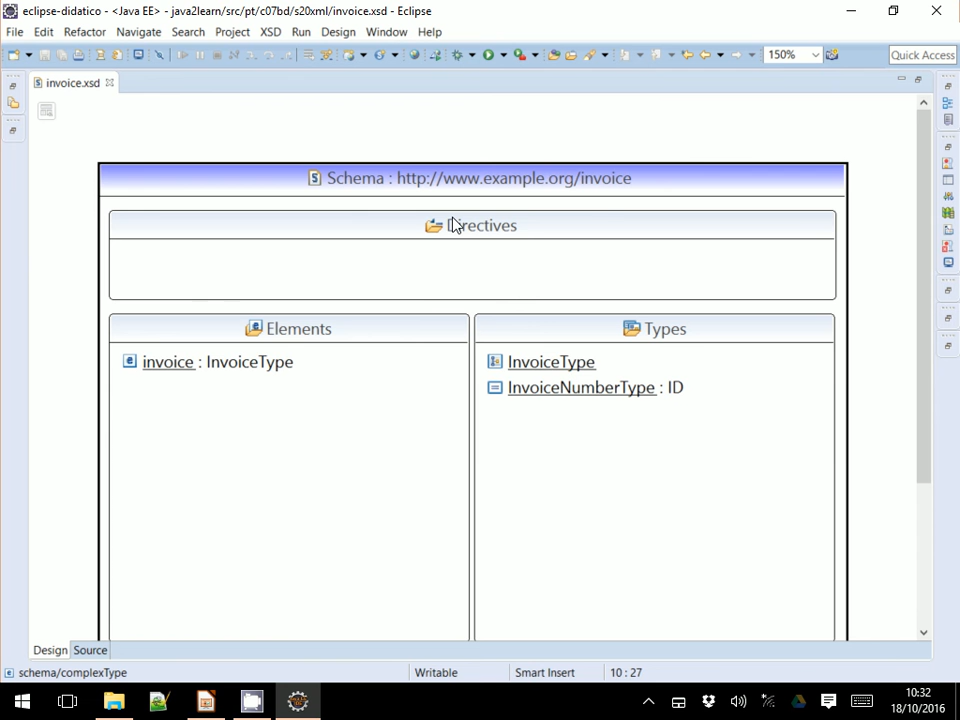 eclipse-didatico - <Java EE> - java2learn/src/pt/c07bd/s20xml/invoice.xsd - Eclipse
File Edit Refactor Navigate Search Project XSD Run Design Window Help
150% Quick Access
invoice.xsd
Schema : http://www.example.org/invoice
Directives
Elements
invoice : InvoiceType
Types
InvoiceType
InvoiceNumberType : ID
Design Source
schema/complexType Writable Smart Insert 10 : 27
10:32
18/10/2016